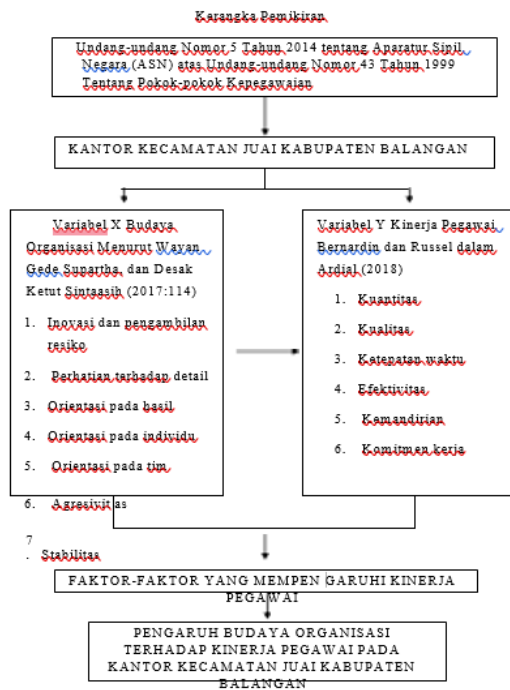 Karangka Pemikiran
Undang-undang Nomor 5 Tahun 2014 tentang Aparatur Sipil
Negara (ASN) atas Undang-undang Nomor 43 Tahun 1999
Tentang Pokok-pokok Kepegawaian
KANTOR KECAMATAN JUAI KABUPATEN BALANGAN
Variabel X Budaya
Organisasi Menurut Wayan
Gede Supartha, dan Desak
Ketut Sintaasih (2017:114)
1. Inovasi dan pengambilan
resiko
2. Perhatian terhadap detail
3. Orientasi pada hasil
4. Orientasi pada individu
5. Orientasi pada tim
6. Agresivitas
7
. Stabilitas
Variabel Y Kinerja Pegawai
Bernardin dan Russel dalam
Ardial (2018)
1. Kuantitas
2. Kualitas
3. Ketepatan waktu
4. Efektivitas
5. Kemandirian
6. Komitmen kerja
FAKTOR-FAKTOR YANG MEMPEN GARUHI KINERJA
PEGAWAI
PENGARUH BUDAYA ORGANISASI
TERHADAP KINERJA PEGAWAI PADA
KANTOR KECAMATAN JUAI KABUPATEN
BALANGAN